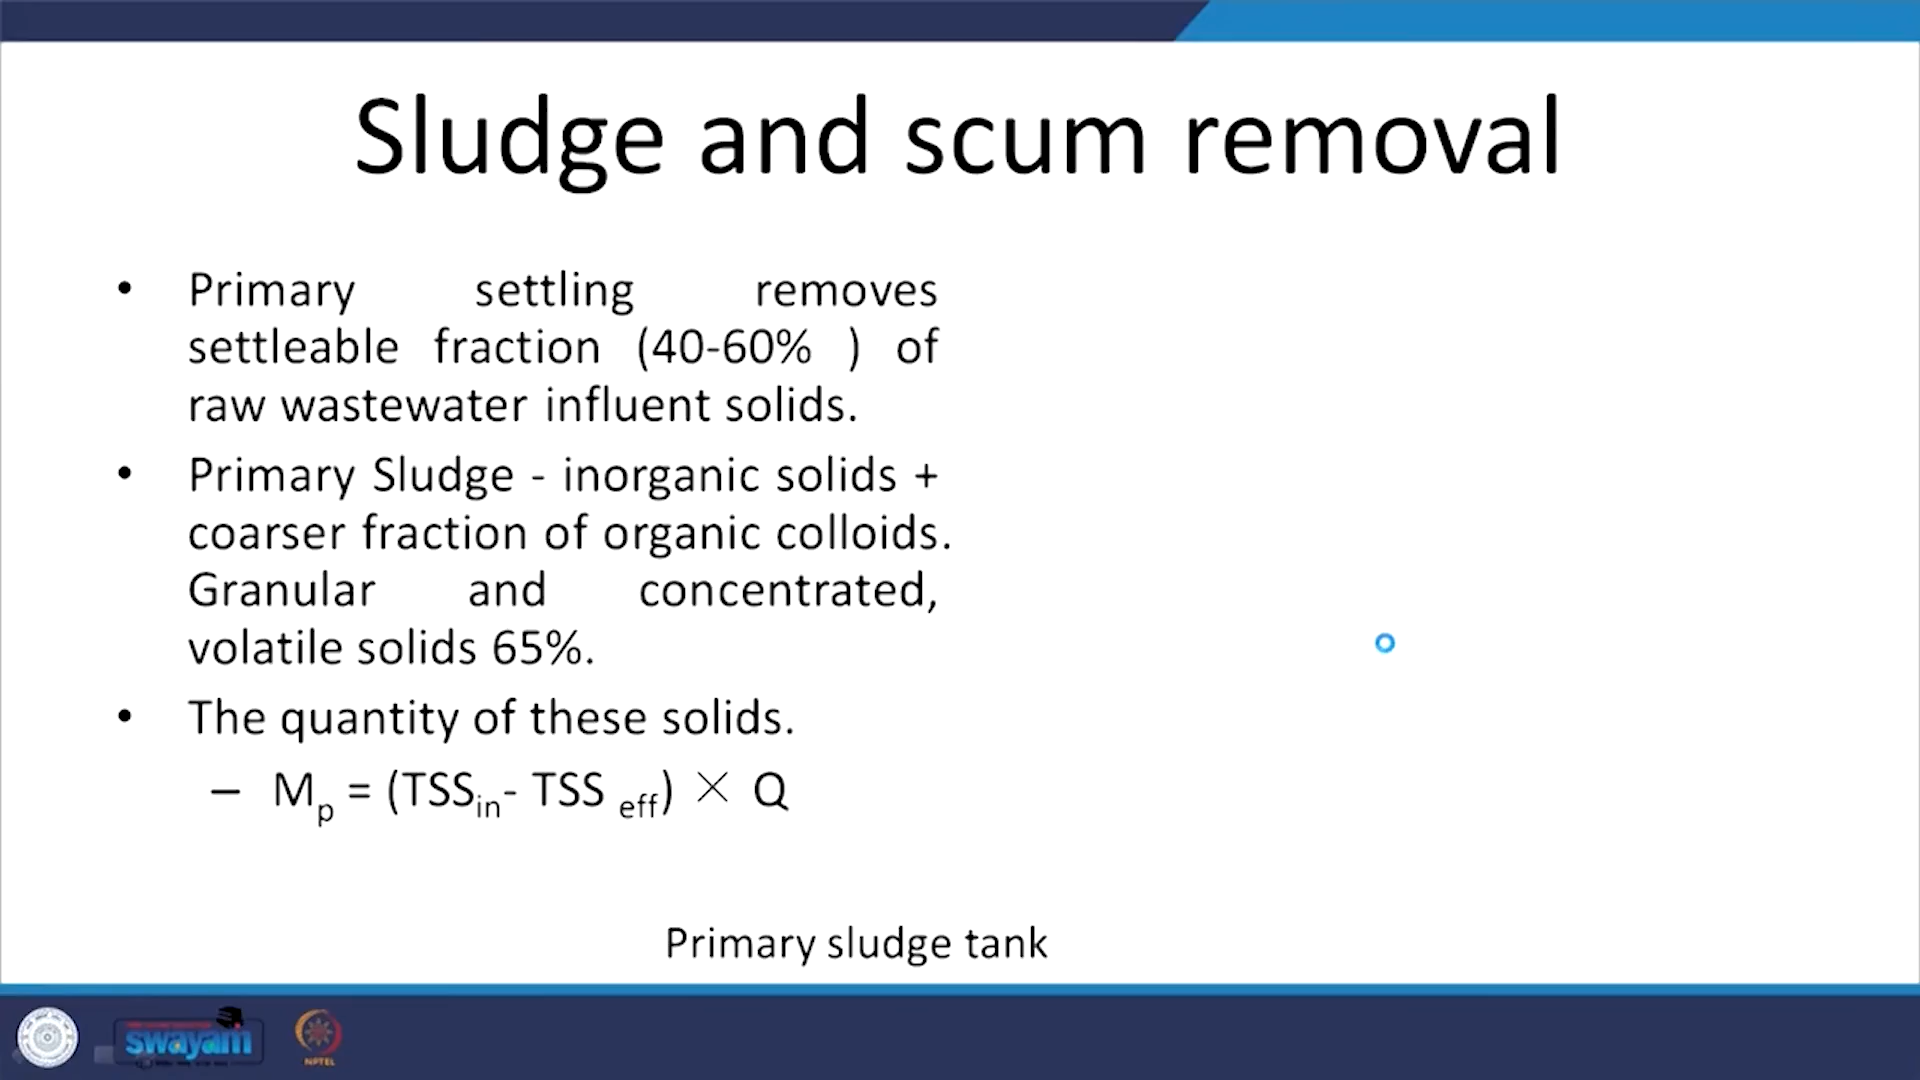 Sludge and scum removal
• Primary settling removes
settleable fraction (40-60% ) of
raw wastewater influent solids.
• Primary Sludge - inorganic solids +
coarser fraction of organic colloids.
Granular and concentrated,
volatile solids 65%.
• The quantity of these solids.
– Mp = (TSSin- TSS eff) × Q
Primary sludge tank
swayam
NPTEL